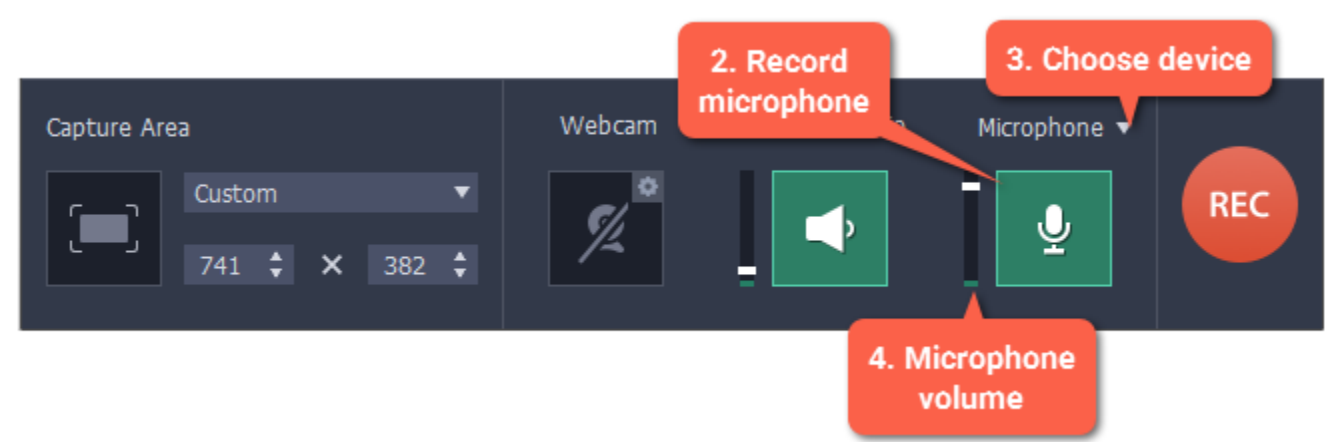 2. Record
microphone
3. Choose device
Capture Area
Webcam
Microphone
Custom
741
382
REC
4. Microphone
volume